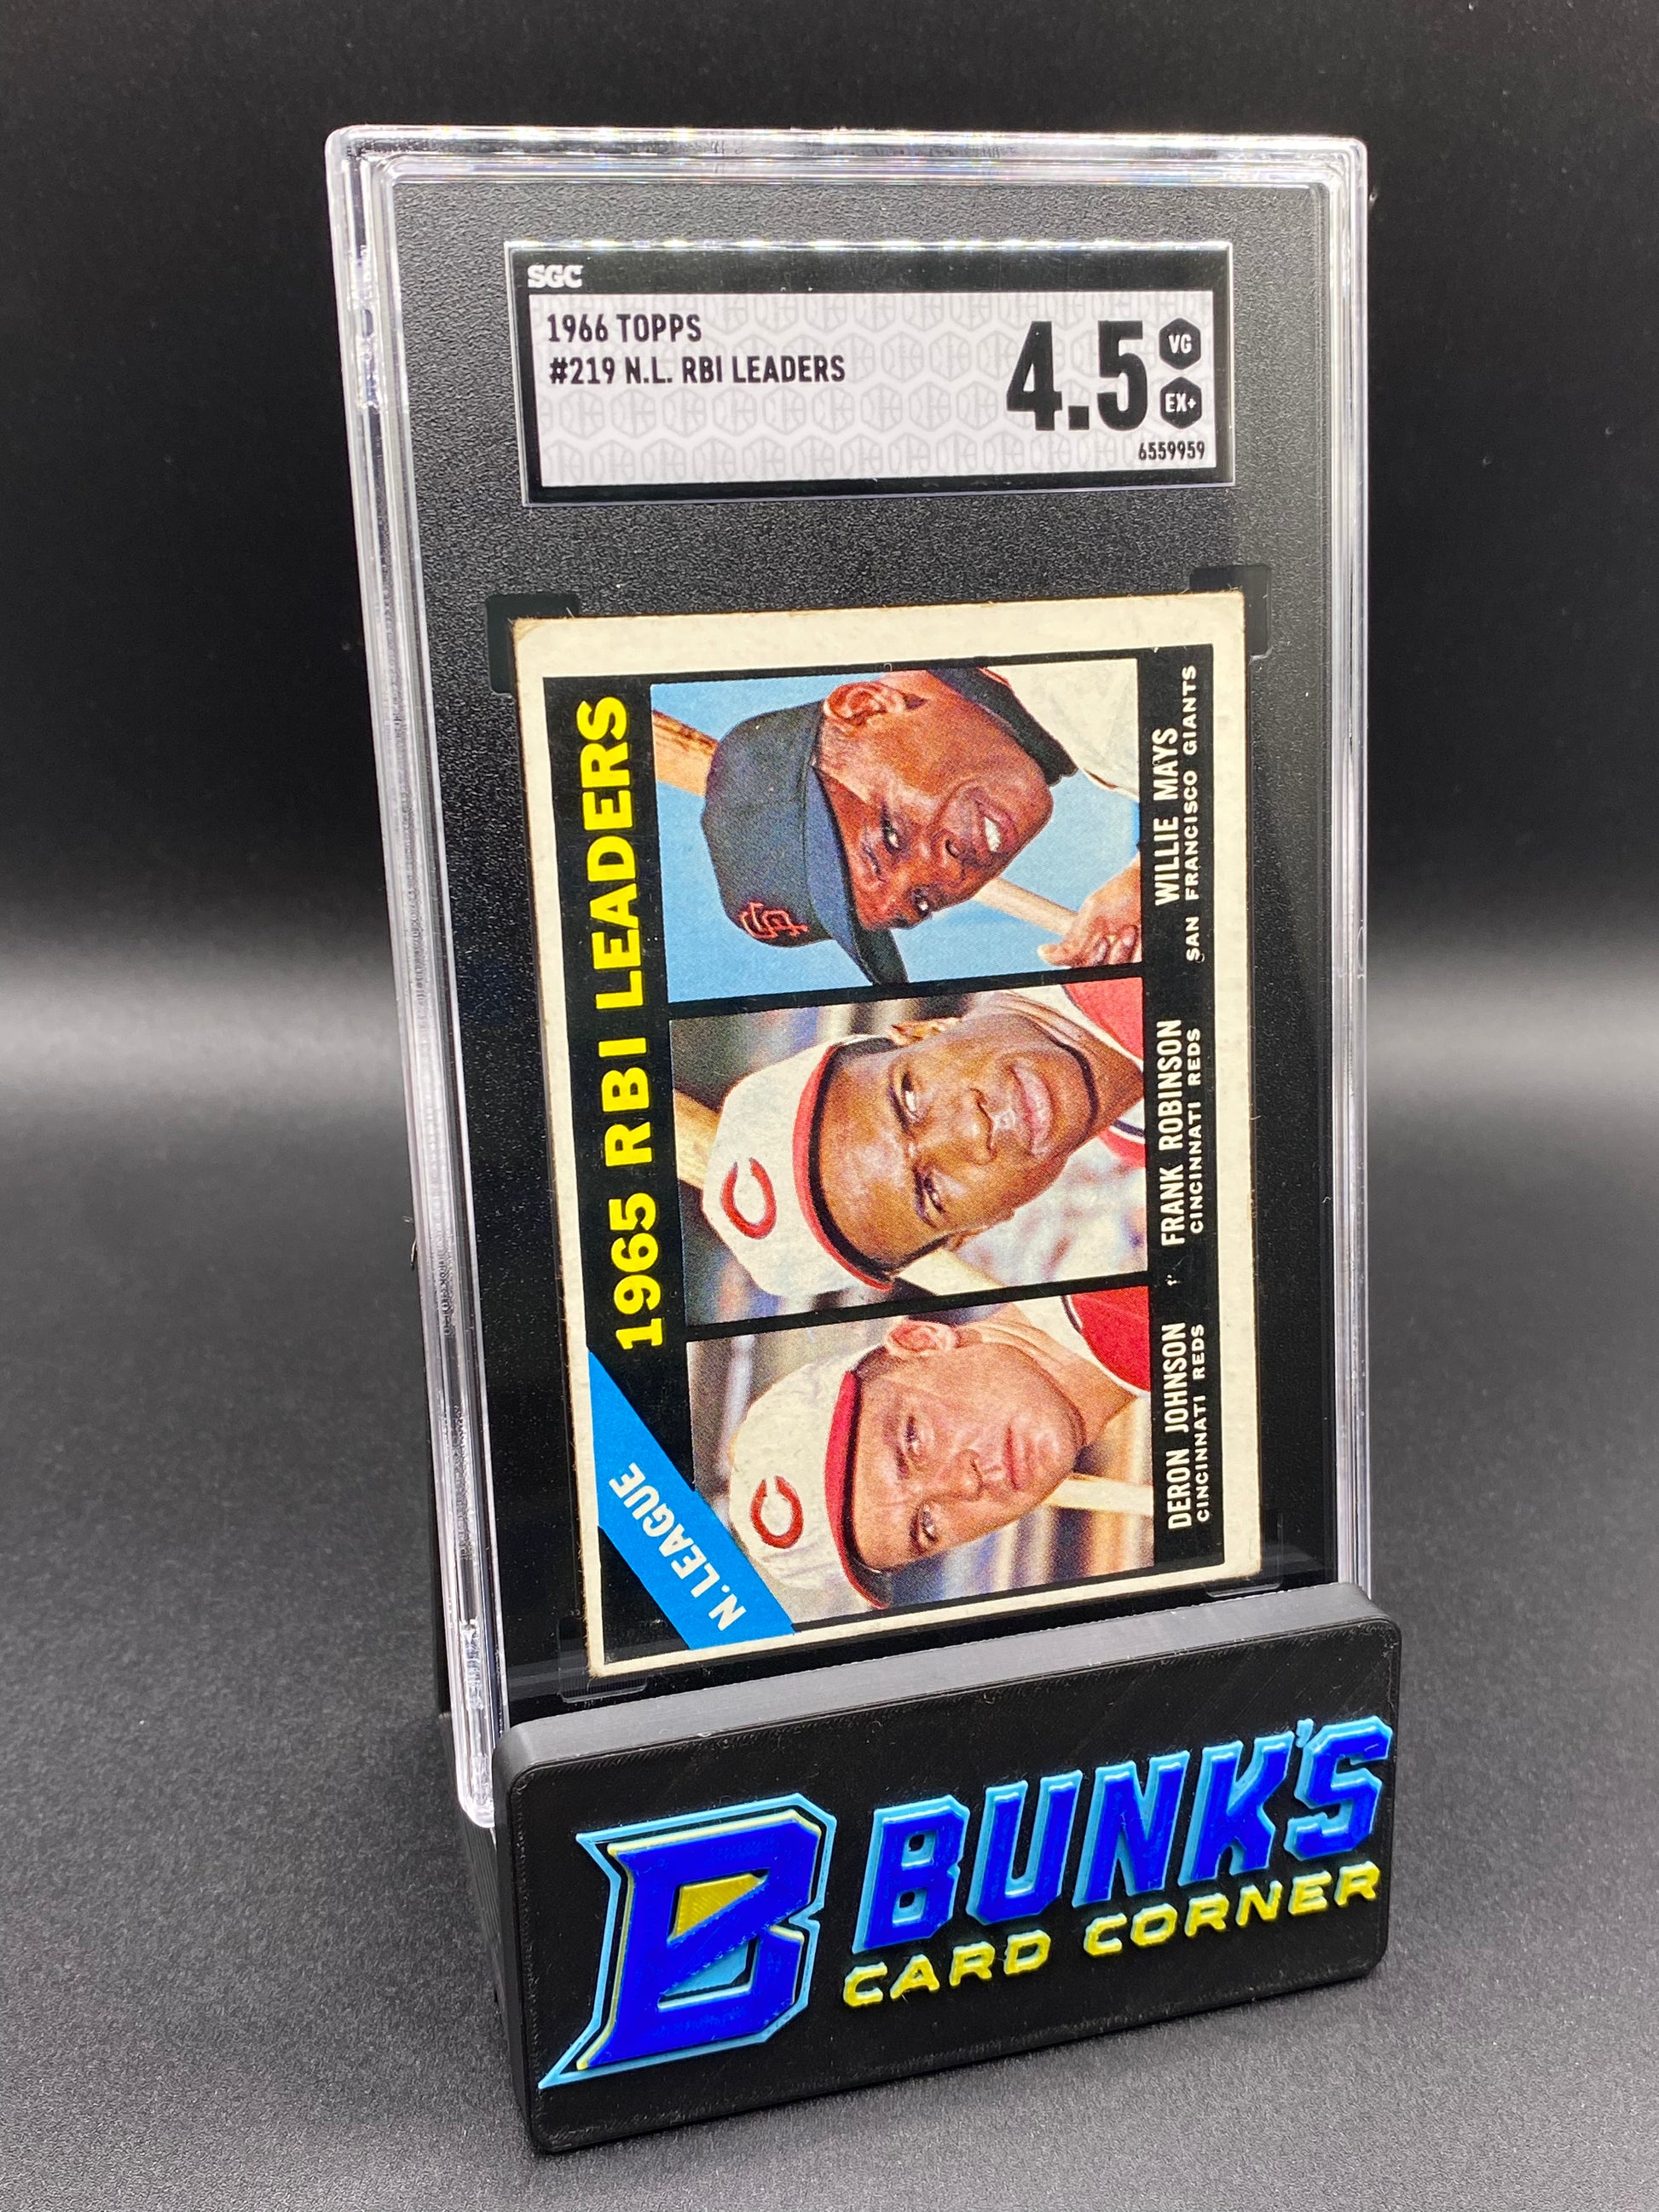 SGC
1966 TOPPS
#219 N.L. RBI LEADERS
4.5
VG
EX+
6559959
N.LEAGUE
1965 RBI LEADERS
DERON JOHNSON
CINCINNATI REDS
FRANK ROBINSON
CINCINNATI REDS
WILLIE MAYS
SAN FRANCISCO GIANTS
B BUNK'S
CARD CORNER